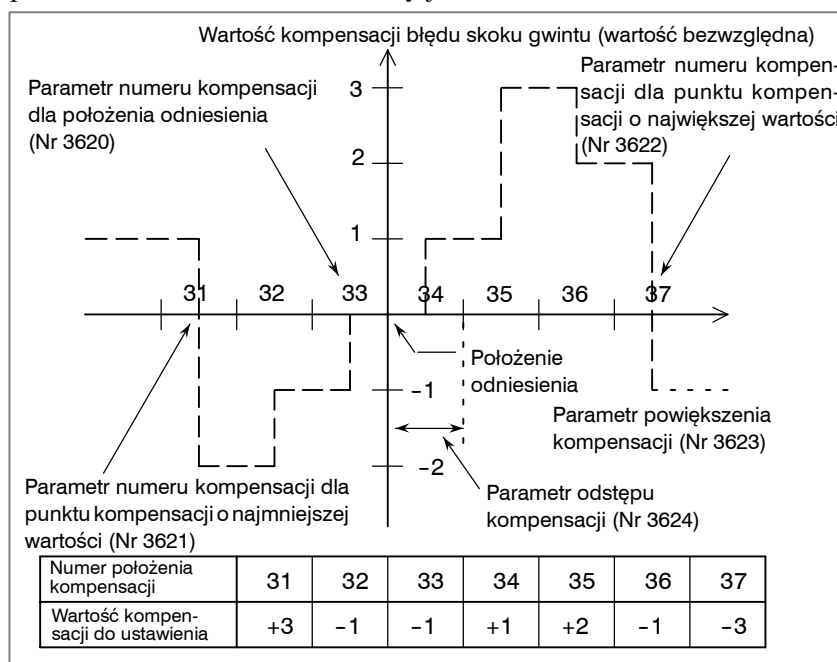 Wartość kompensacji błędu skoku gwintu (wartość bezwzględna)
Parametr numeru kompensacji
dla położenia odniesienia
(Nr 3620)
Parametr numeru kompen-
sacji dla punktu kompen-
sacji o największej wartości
(Nr 3622)
3
2
1
31 32 33 34 35 36 37
Położenie
odniesienia
-1
-2
Parametr powiększenia
kompensacji (Nr 3623)
Parametr numeru kompensacji dla
punktu kompensacji o najmniejszej
wartości (Nr 3621)
Parametr odstępu
kompensacji (Nr 3624)
Numer położenia
kompensacji
31 32 33 34 35 36 37
Wartość kompen-
sacji do ustawienia
+3 -1 -1 +1 +2 -1 -3